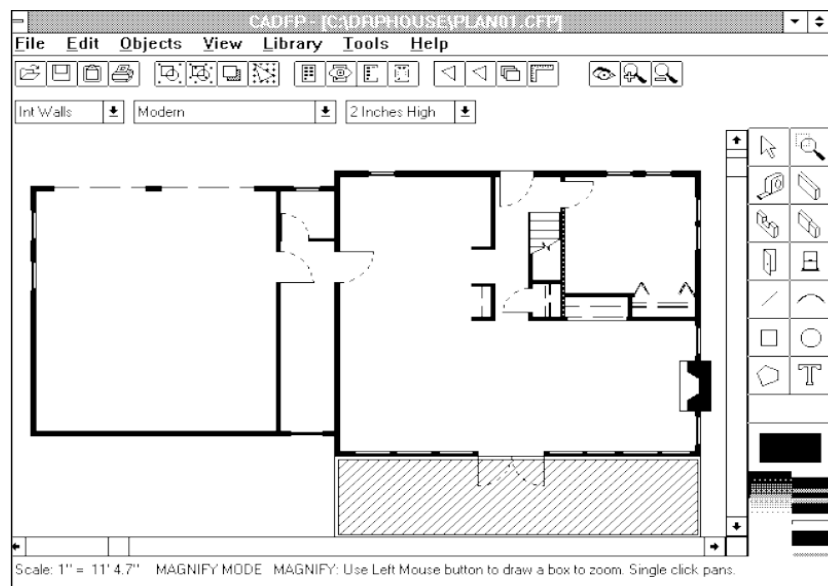 CADFP - [C:\DRPHOUSE\PLAN01.CFP]
File Edit Objects View Library Tools Help
Int Walls Modern 2 Inches High
T
Scale: 1" = 11' 4.7" MAGNIFY MODE MAGNIFY: Use Left Mouse button to draw a box to zoom. Single click pans.